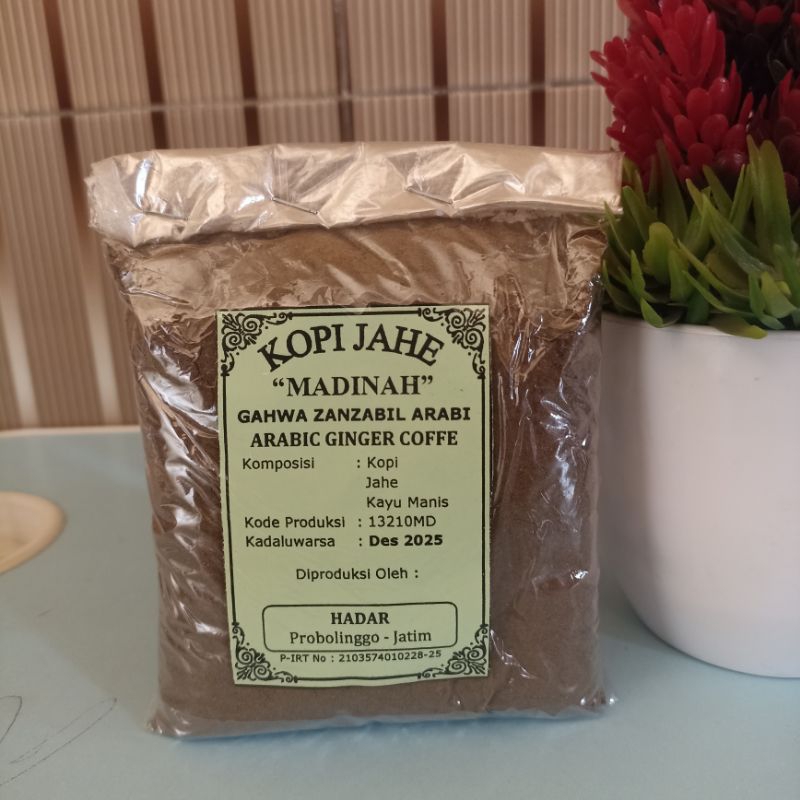 KOPI JAHE
“MADINAH”
GAHWA ZANZABIL ARABI
ARABIC GINGER COFFE
Komposisi : Kopi
Jahe
Kayu Manis
Kode Produksi : 13210MD
Kadaluwarsa : Des 2025
Diproduksi Oleh :
HADAR
Probolinggo - Jatim
P-IRT No : 2103574010228-25